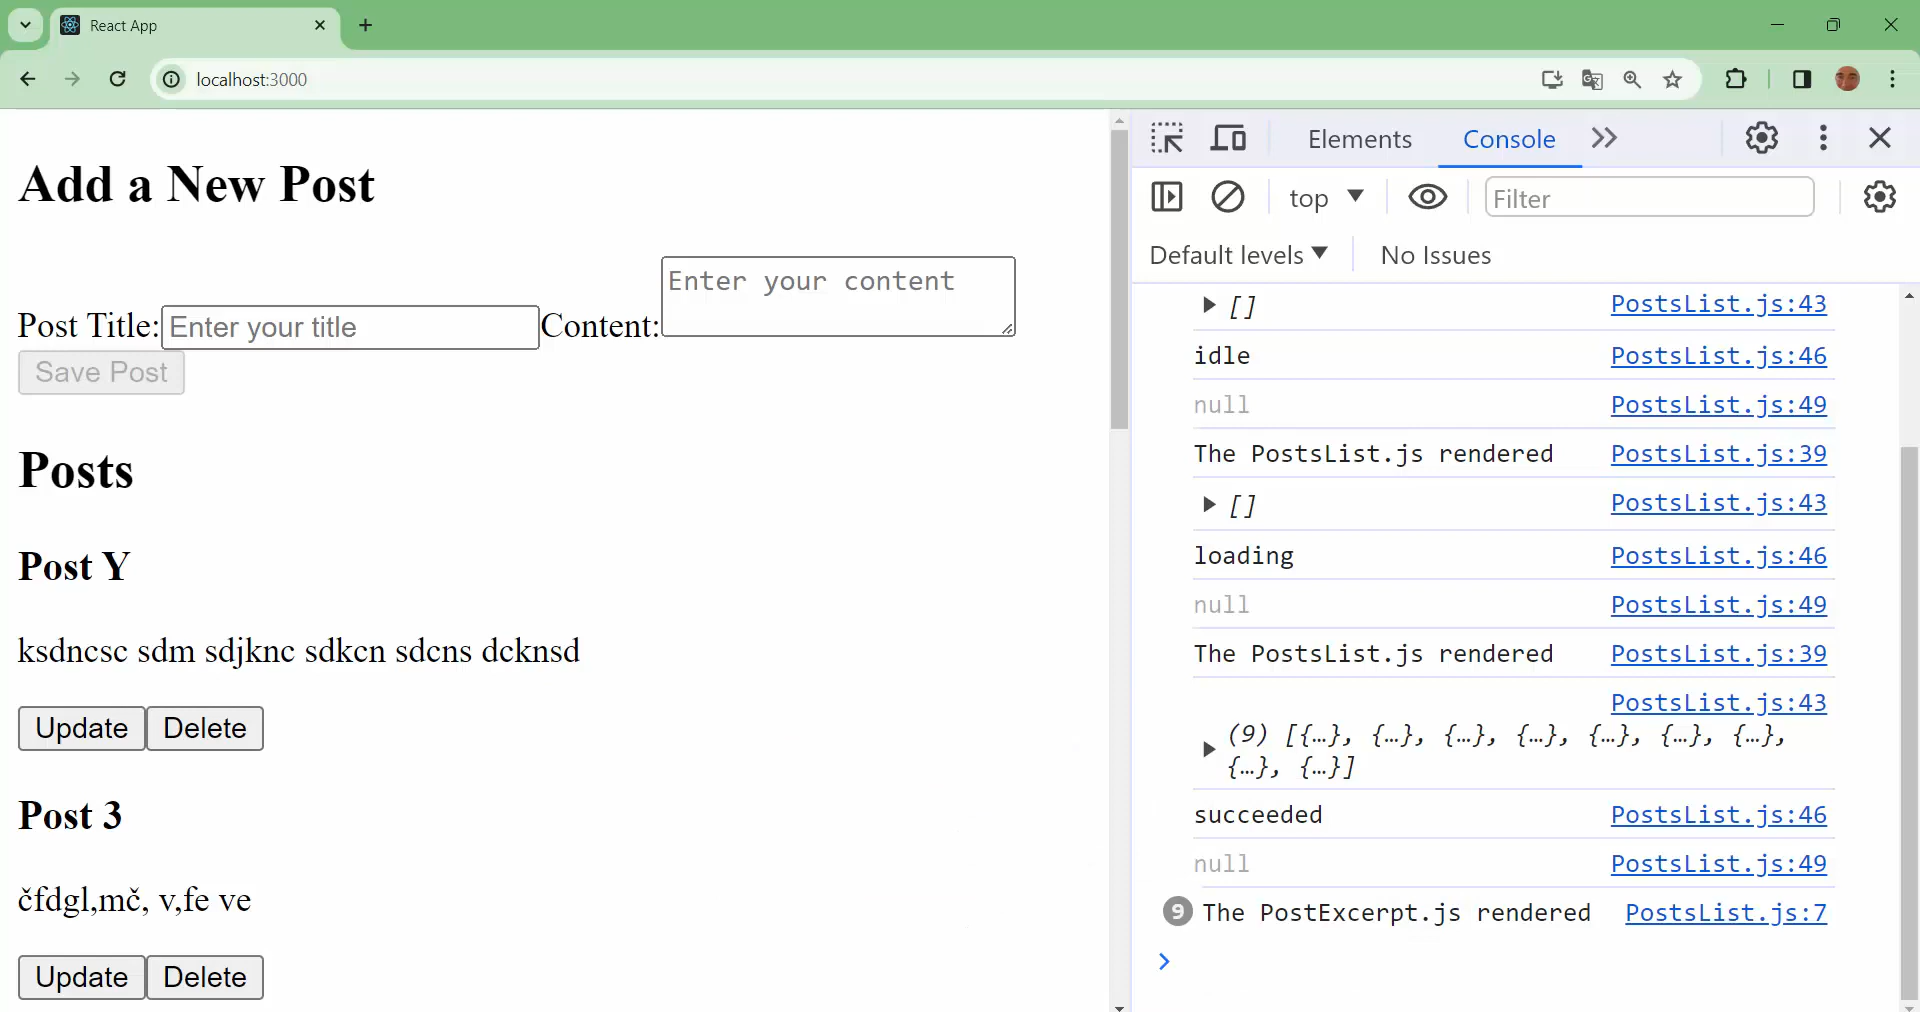 React App
localhost:3000
Add a New Post
Post Title: Enter your title Content: Enter your content
Save Post
Posts
Post Y
ksdncsc sdm sdjknc sdkcn sdcns dcknsd
Update Delete
Post 3
čfdgl,mč, v,fe ve
Update Delete
Elements Console
top Filter
Default levels No Issues
[] PostsList.js:43
idle PostsList.js:46
null PostsList.js:49
The PostsList.js rendered PostsList.js:39
[] PostsList.js:43
loading PostsList.js:46
null PostsList.js:49
The PostsList.js rendered PostsList.js:39
PostsList.js:43
(9) [{…}, {…}, {…}, {…}, {…}, {…}, {…},
{…}, {…}]
succeeded PostsList.js:46
null PostsList.js:49
9 The PostExcerpt.js rendered PostsList.js:7